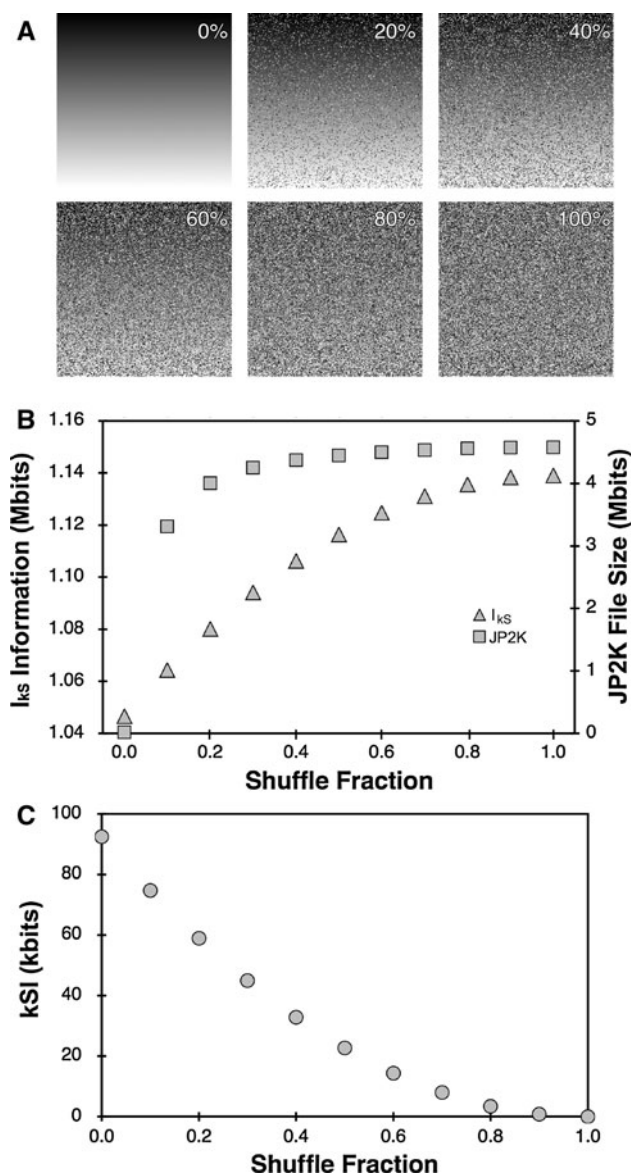 A
0%
20%
40%
60%
80%
100%
B
1.16
1.14
1.12
1.10
1.08
1.06
1.04
I_kS Information (Mbits)
5
4
3
2
1
0
JP2K File Size (Mbits)
I_kS
JP2K
0.0 0.2 0.4 0.6 0.8 1.0
Shuffle Fraction
C
100
80
60
40
20
0
kSI (kbits)
0.0 0.2 0.4 0.6 0.8 1.0
Shuffle Fraction